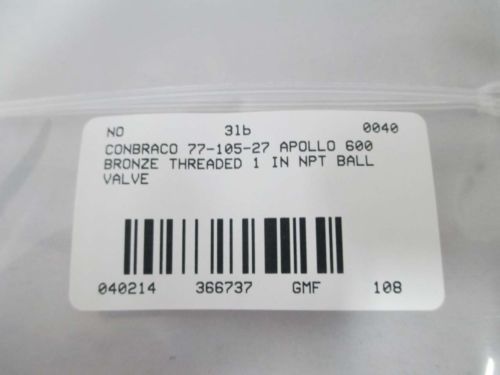 NO 31b 0040
CONBRACO 77-105-27 APOLLO 600
BRONZE THREADED 1 IN NPT BALL
VALVE
040214 366737 GMF 108